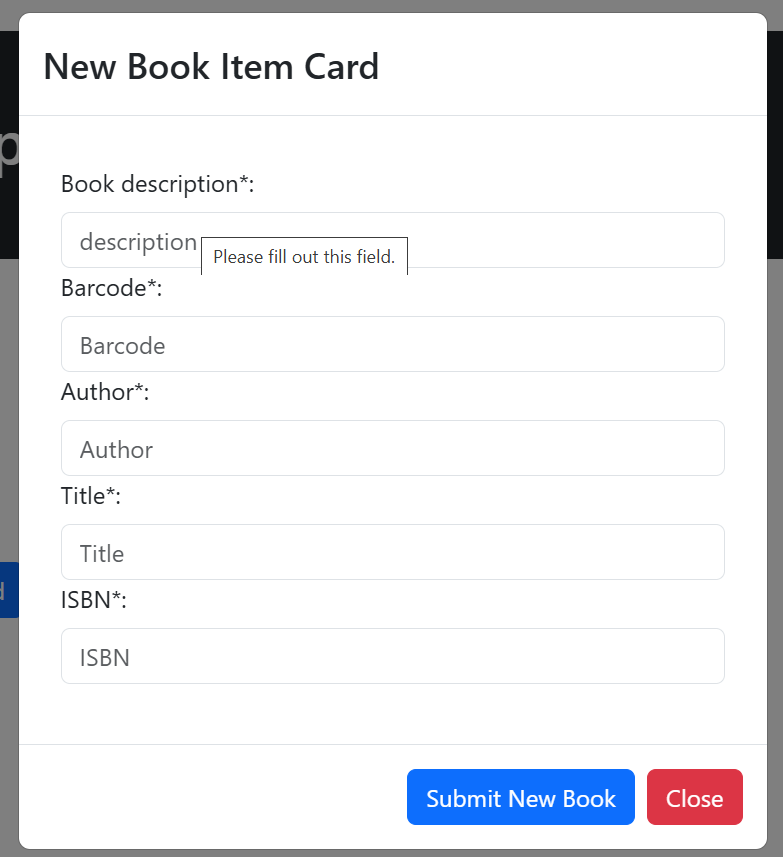 New Book Item Card
Book description*:
description
Please fill out this field.
Barcode*:
Barcode
Author*:
Author
Title*:
Title
ISBN*:
ISBN
Submit New Book
Close